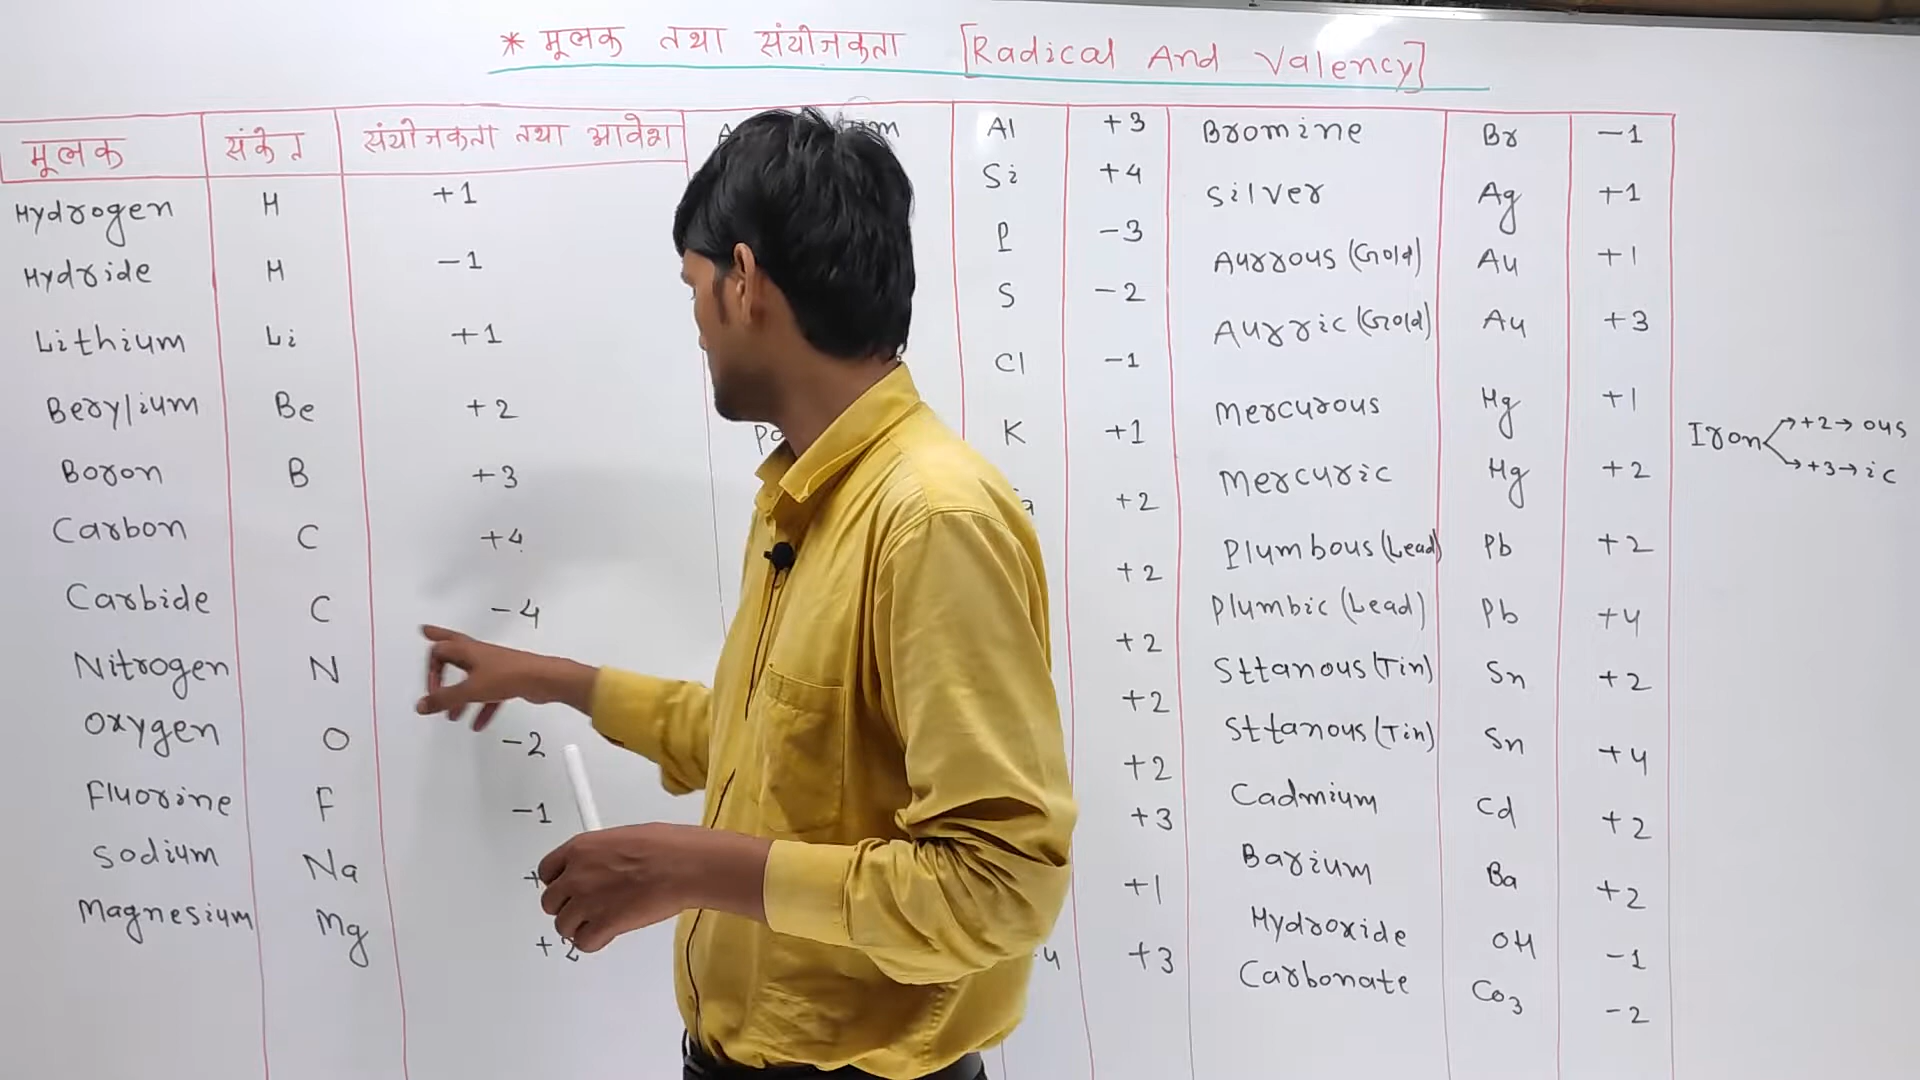 * मूलक तथा संयोजकता [Radical And Valency]
मूलक संकेत संयोजकता तथा आवेश
Hydrogen H +1
Hydride H -1
Lithium Li +1
Berylium Be +2
Boron B +3
Carbon C +4
Carbide C -4
Nitrogen N
Oxygen O -2
Fluorine F -1
Sodium Na
Magnesium Mg +2
Al +3
Si +4
P -3
S -2
Cl -1
K +1
+2
+2
+2
+2
+2
+3
+1
+3
Bromine Br -1
Silver Ag +1
Aurrous (Gold) Au +1
Aurric (Gold) Au +3
Mercurous Hg +1
Mercuric Hg +2
Plumbous (Lead) Pb +2
Plumbic (Lead) Pb +4
Sttanous (Tin) Sn +2
Sttanous (Tin) Sn +4
Cadmium Cd +2
Barium Ba +2
Hydroxide OH -1
Carbonate Co3 -2
Iron → +2 → ous
→ +3 → ic